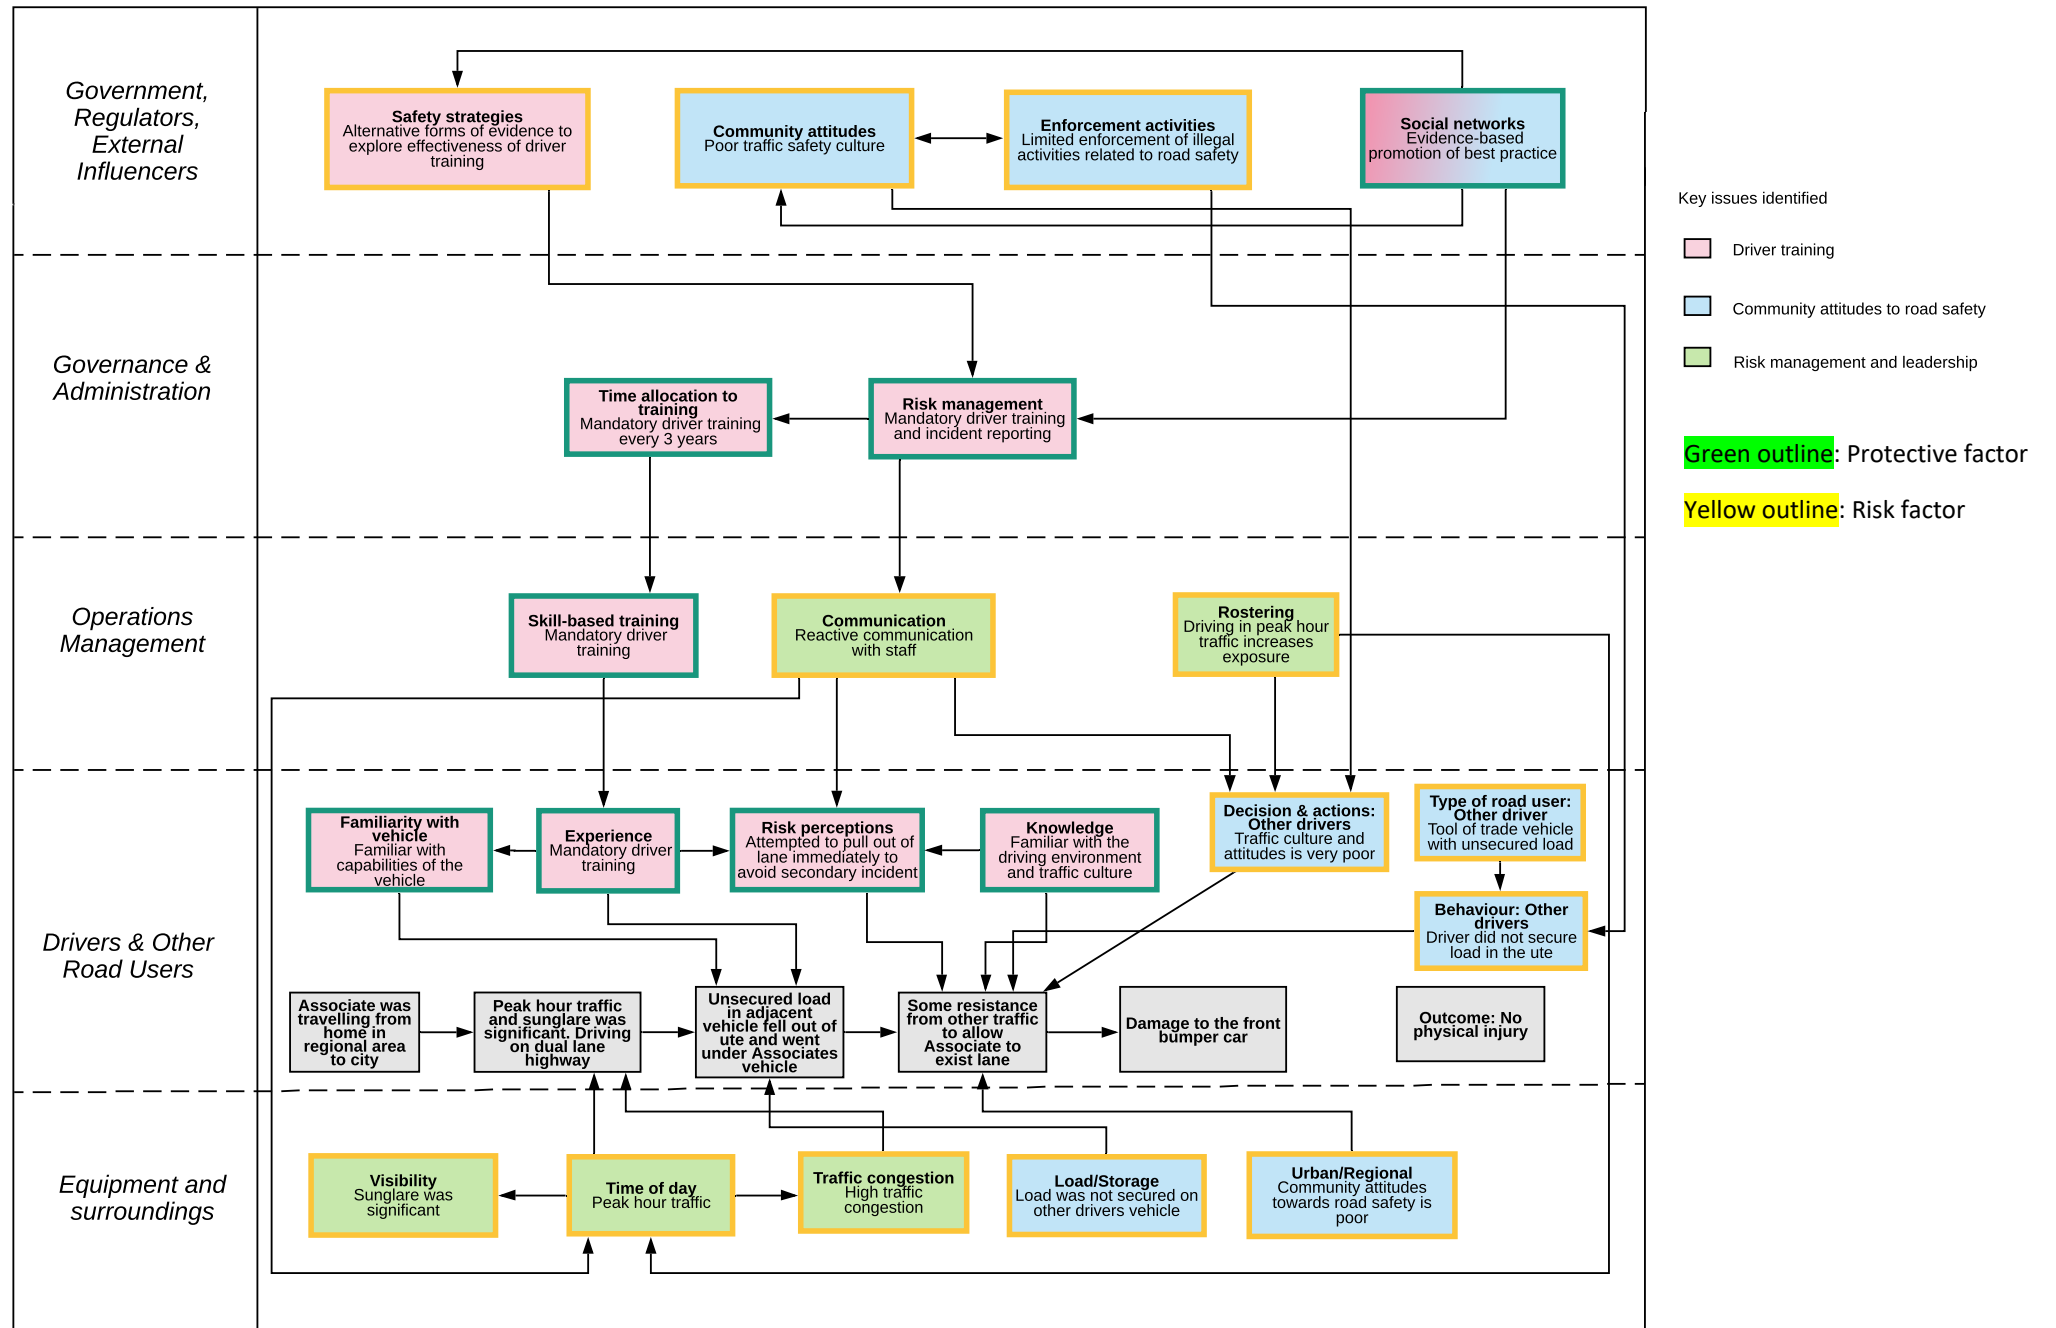 Government,
Regulators,
External
Influencers
Safety strategies
Alternative forms of evidence to
explore effectiveness of driver
training
Community attitudes
Poor traffic safety culture
Enforcement activities
Limited enforcement of illegal
activities related to road safety
Social networks
Evidence-based
promotion of best practice
Key issues identified
Driver training
Community attitudes to road safety
Risk management and leadership
Green outline: Protective factor
Yellow outline: Risk factor
Governance &
Administration
Time allocation to
training
Mandatory driver training
every 3 years
Risk management
Mandatory driver training
and incident reporting
Operations
Management
Skill-based training
Mandatory driver
training
Communication
Reactive communication
with staff
Rostering
Driving in peak hour
traffic increases
exposure
Drivers & Other
Road Users
Familiarity with
vehicle
Familiar with
capabilities of the
vehicle
Experience
Mandatory driver
training
Risk perceptions
Attempted to pull out of
lane immediately to
avoid secondary incident
Knowledge
Familiar with the
driving environment
and traffic culture
Decision & actions:
Other drivers
Traffic culture and
attitudes is very poor
Type of road user:
Other driver
Tool of trade vehicle
with unsecured load
Behaviour: Other
drivers
Driver did not secure
load in the ute
Associate was
travelling from
home in
regional area
to city
Peak hour traffic
and sunglare was
significant. Driving
on dual lane
highway
Unsecured load
in adjacent
vehicle fell out of
ute and went
under Associates
vehicle
Some resistance
from other traffic
to allow
Associate to
exist lane
Damage to the front
bumper car
Outcome: No
physical injury
Equipment and
surroundings
Visibility
Sunglare was
significant
Time of day
Peak hour traffic
Traffic congestion
High traffic
congestion
Load/Storage
Load was not secured on
other drivers vehicle
Urban/Regional
Community attitudes
towards road safety is
poor